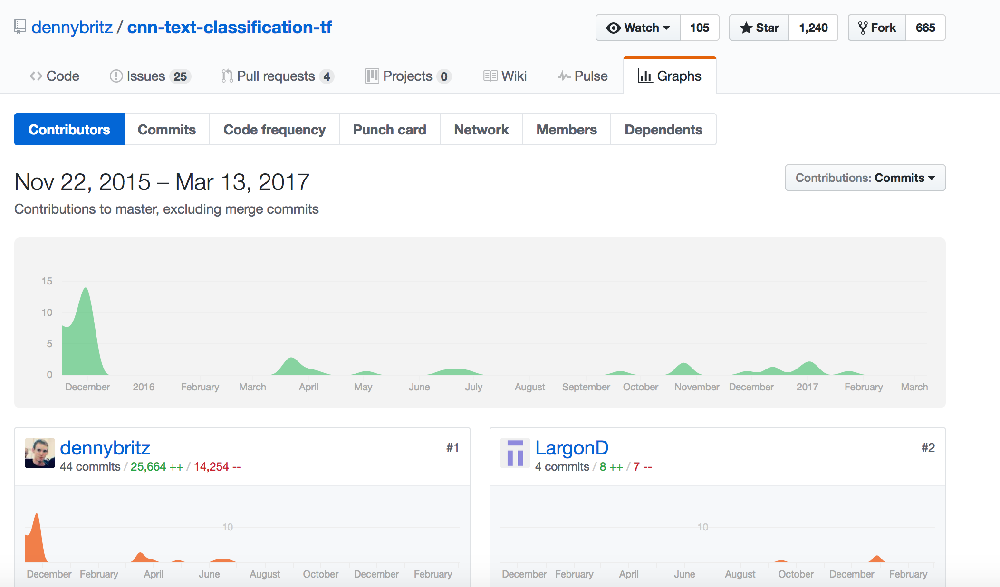 dennybritz / cnn-text-classification-tf
Watch 105 Star 1,240 Fork 665
Code Issues 25 Pull requests 4 Projects 0 Wiki Pulse Graphs
Contributors Commits Code frequency Punch card Network Members Dependents
Nov 22, 2015 – Mar 13, 2017
Contributions: Commits
Contributions to master, excluding merge commits
15
10
5
0
December 2016 February March April May June July August September October November December 2017 February March
dennybritz #1
44 commits / 25,664 ++ / 14,254 --
10
December February April June August October December February
LargonD #2
4 commits / 8 ++ / 7 --
10
December February April June August October December February